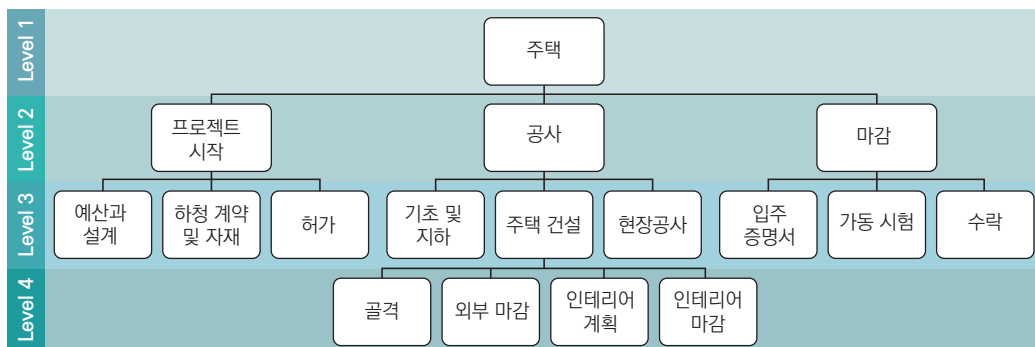 Level 1
주택
Level 2
프로젝트
시작
공사
마감
Level 3
예산과
설계
하청 계약
및 자재
허가
기초 및
지하
주택 건설
현장공사
입주
증명서
가동 시험
수락
Level 4
골격
외부 마감
인테리어
계획
인테리어
마감